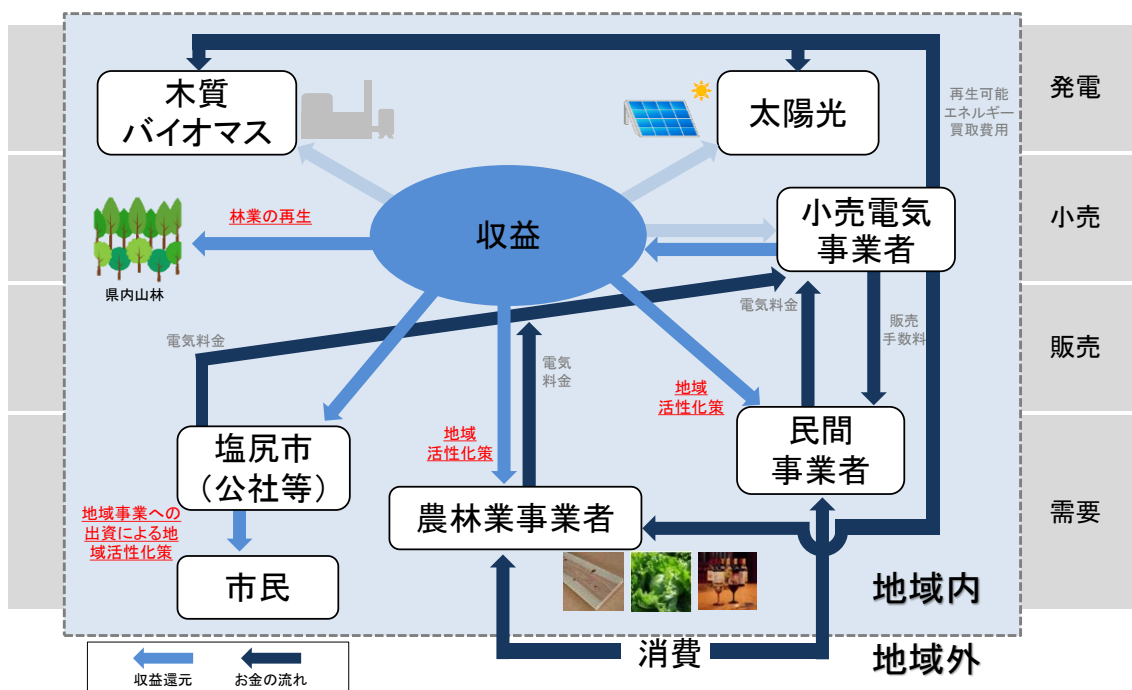 木質
バイオマス
太陽光
再生可能
エネルギー
買取費用
発電
林業の再生
収益
小売電気
事業者
小売
県内山林
電気料金
電気料金
販売
手数料
販売
電気
料金
地域
活性化策
地域
活性化策
民間
事業者
塩尻市
（公社等）
農林業事業者
需要
地域事業への
出資による地
域活性化策
市民
地域内
消費
地域外
収益還元
お金の流れ